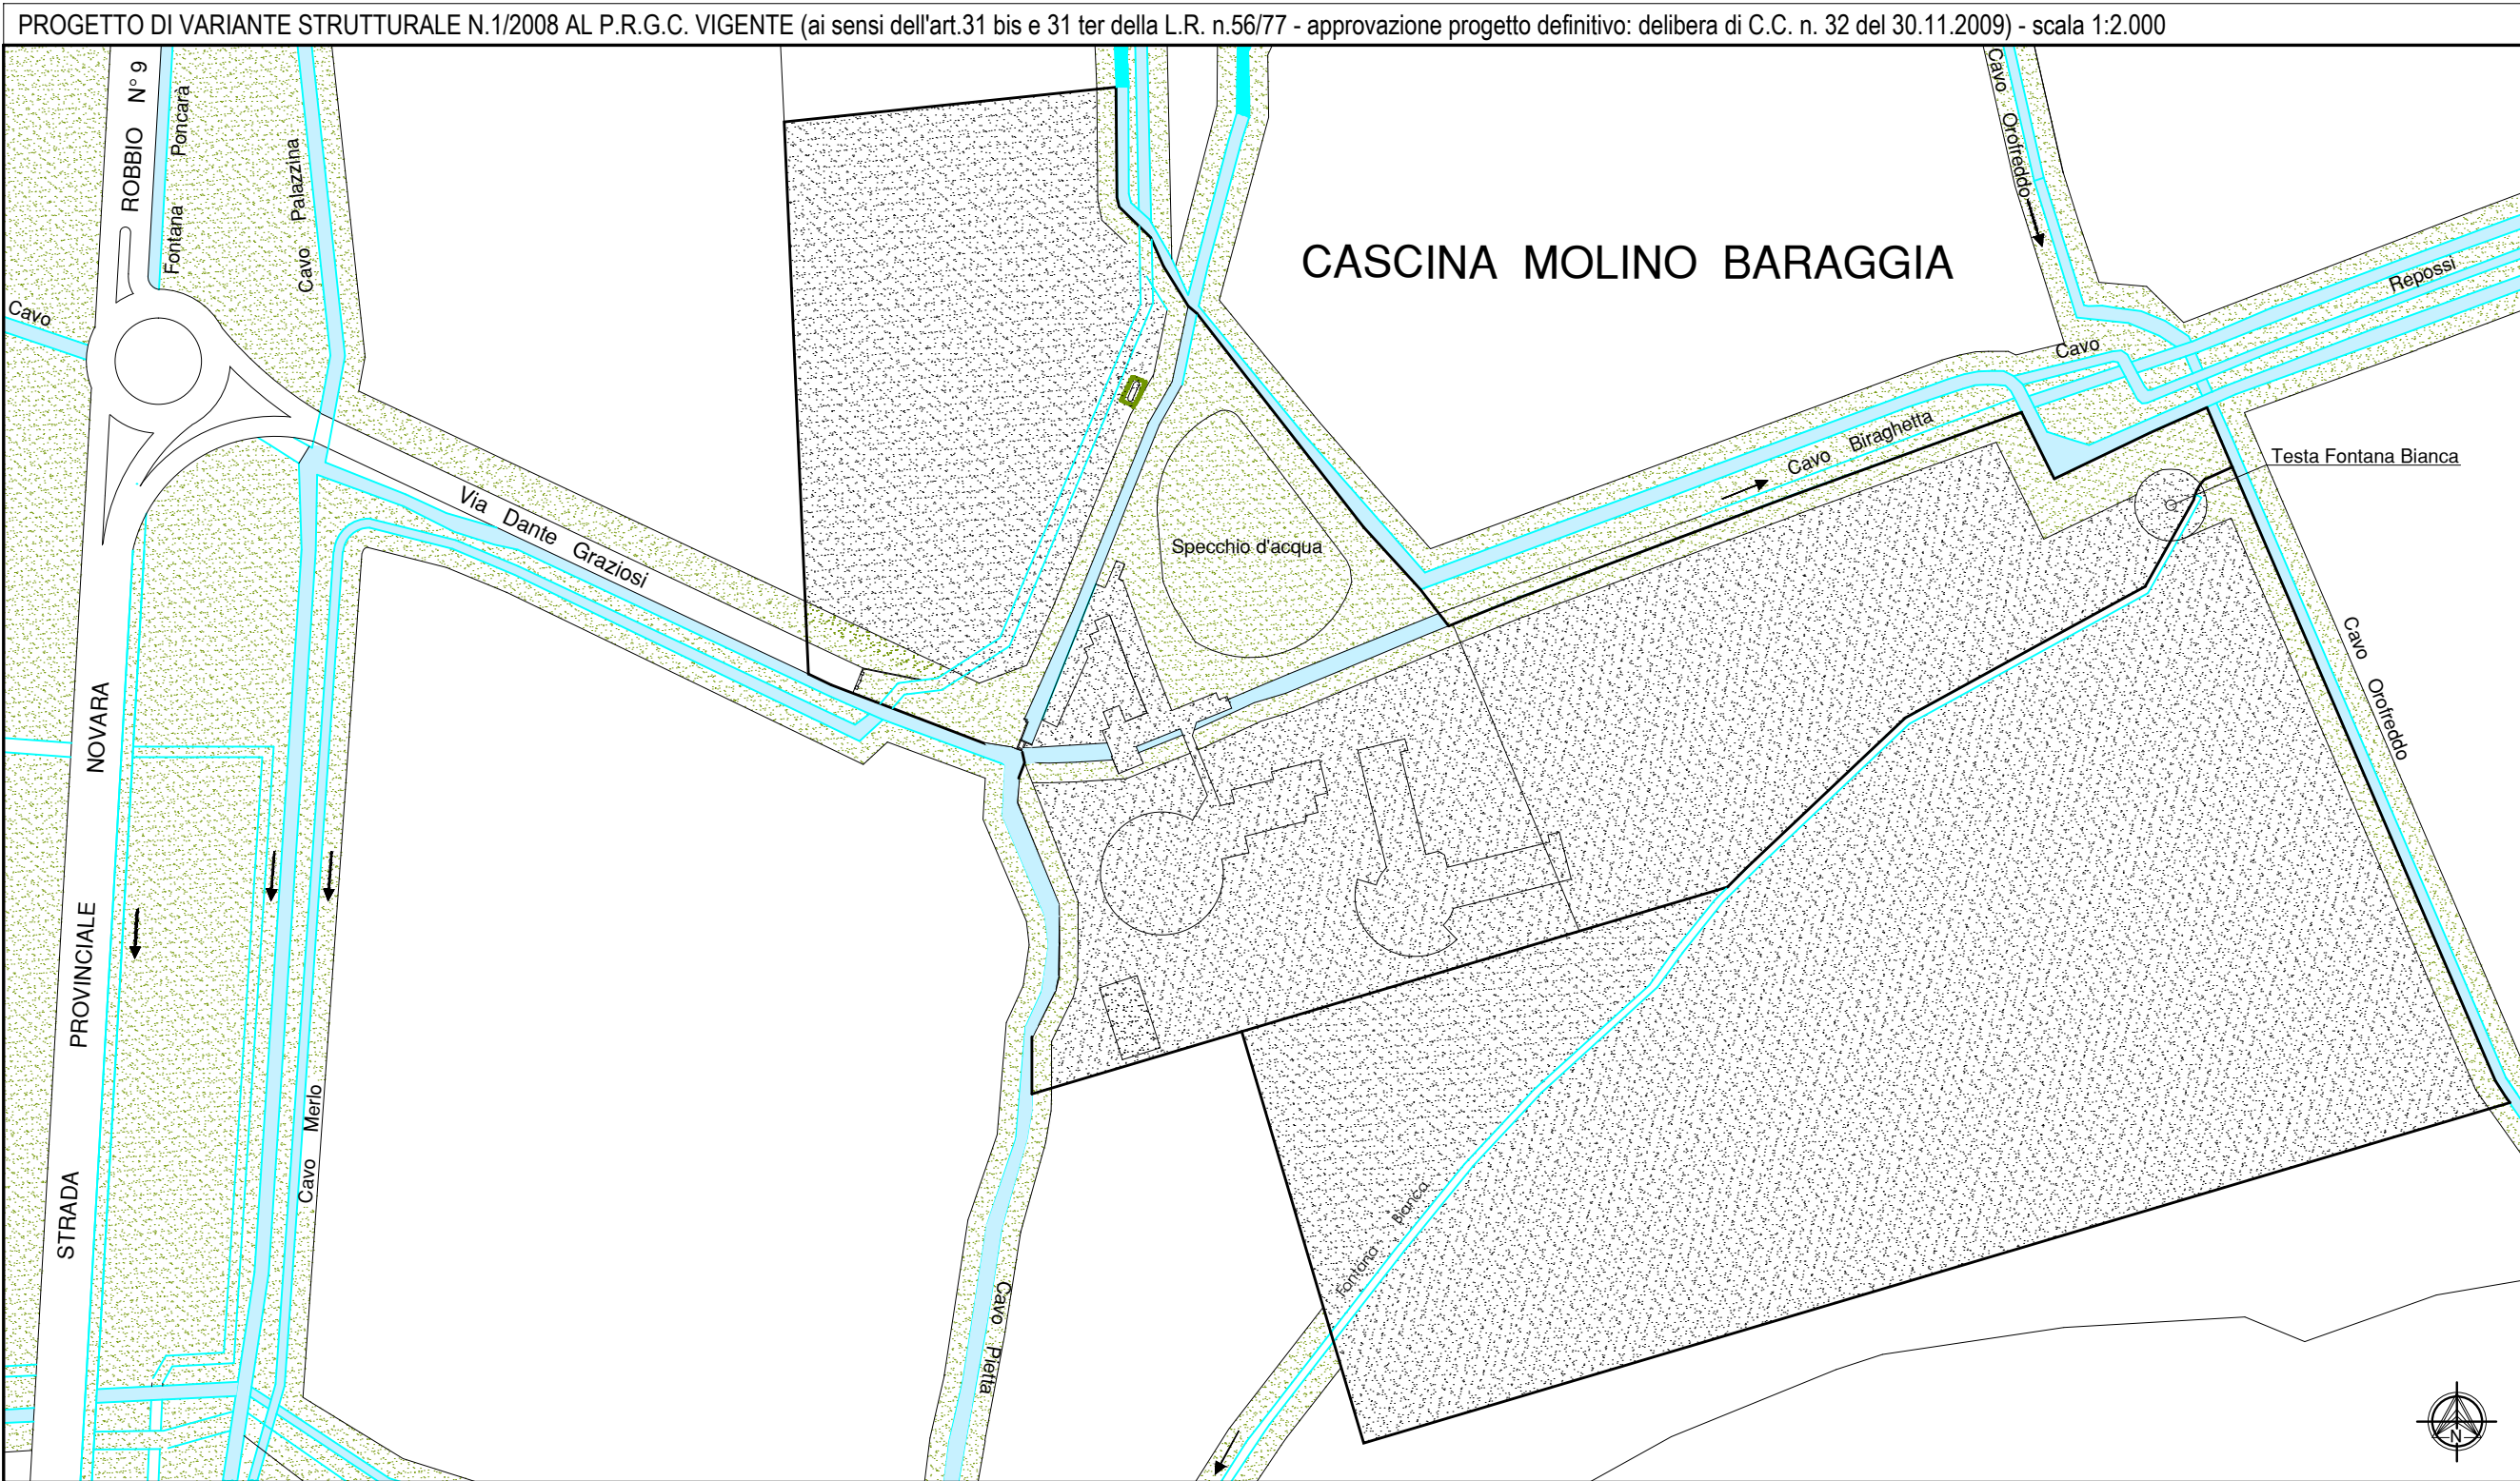 PROGETTO DI VARIANTE STRUTTURALE N.1/2008 AL P.R.G.C. VIGENTE (ai sensi dell'art.31 bis e 31 ter della L.R. n.56/77 - approvazione progetto definitivo: delibera di C.C. n. 32 del 30.11.2009) - scala 1:2.000
STRADA PROVINCIALE NOVARA ROBBIO N° 9
Fontana Poncara
Cavo Palazzina
Cavo
CASCINA MOLINO BARAGGIA
Cavo Orofreddo
Cavo Repossi
Cavo Biraghetta
Testa Fontana Bianca
Via Dante Graziosi
Specchio d'acqua
Cavo Orofreddo
Cavo Merlo
Fontana Bianca
Cavo Pietta
N